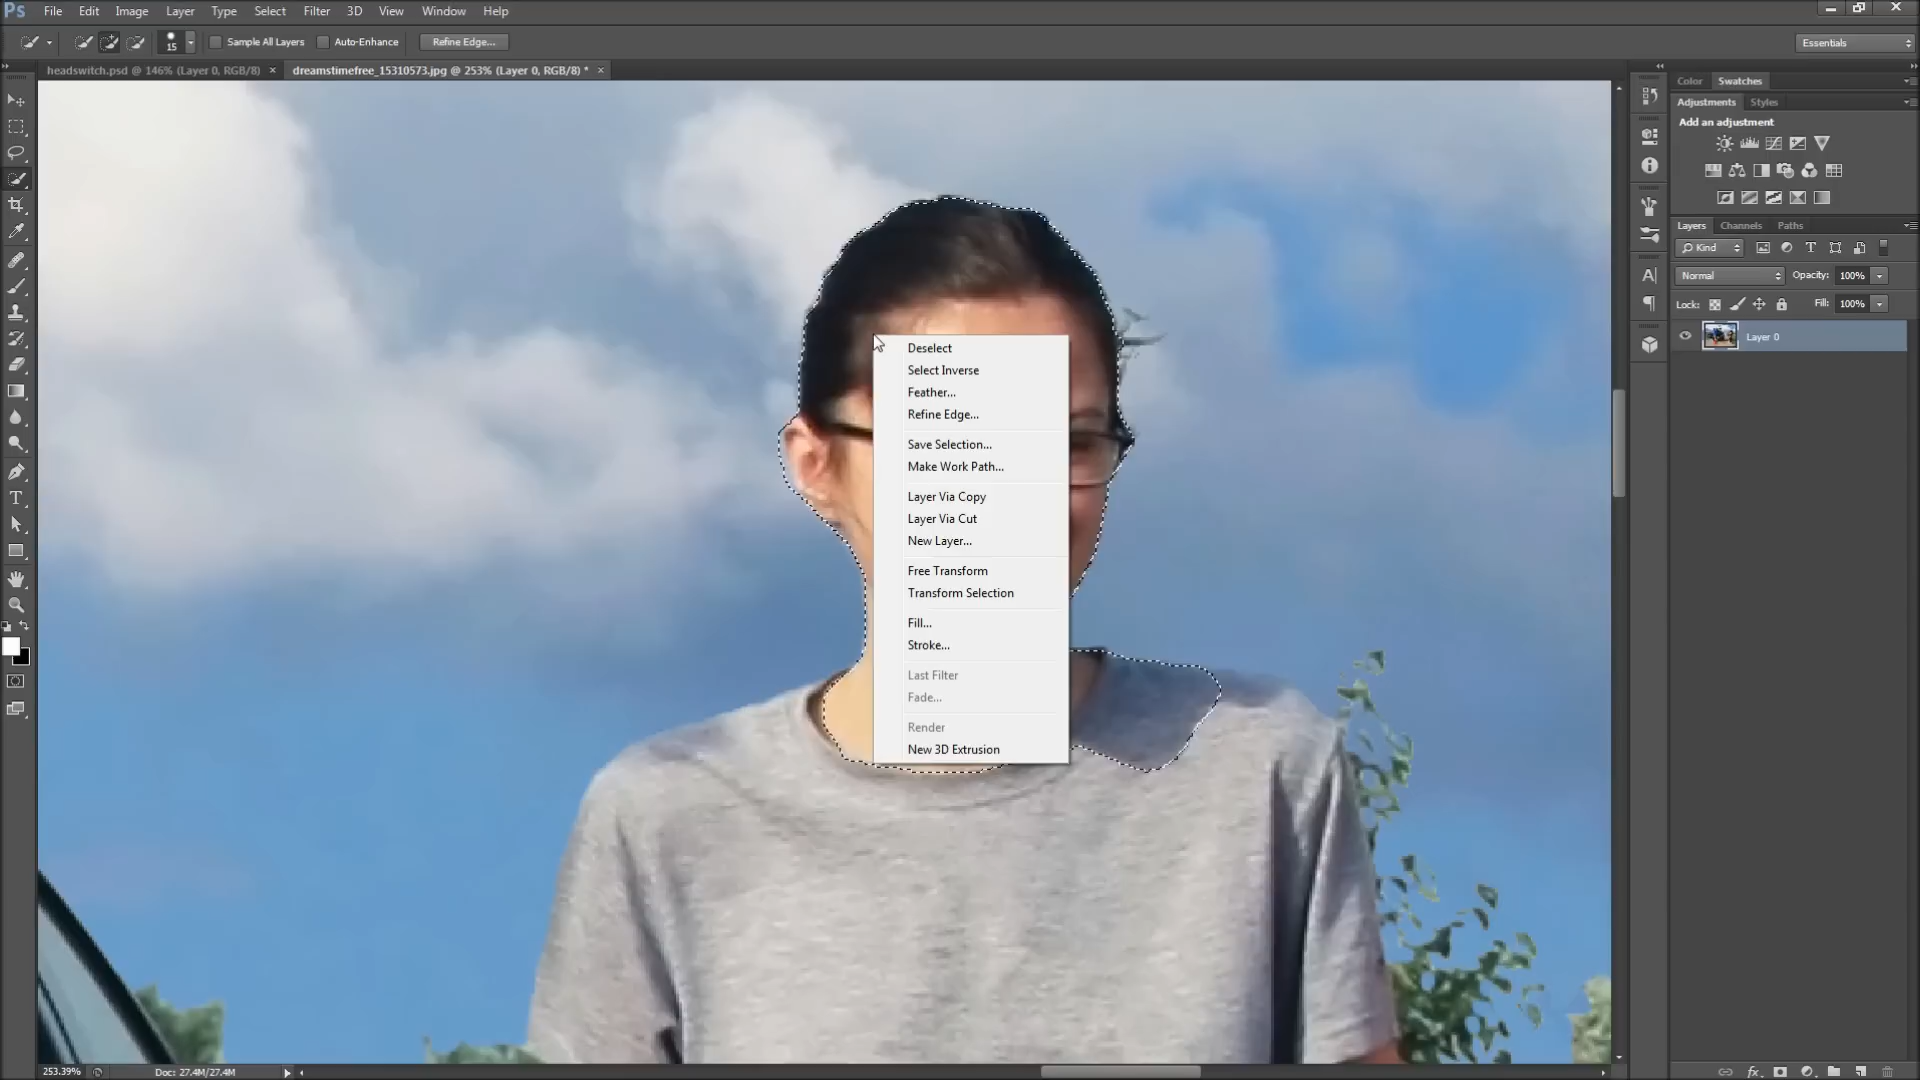 Ps File Edit Image Layer Type Select Filter 3D View Window Help
15 Sample All Layers Auto-Enhance Refine Edge... Essentials
headswitch.psd @ 146% (Layer 0, RGB/8) × dreamstimefree_15310573.jpg @ 253% (Layer 0, RGB/8) * ×
Color Swatches
Adjustments Styles
Add an adjustment
Layers Channels Paths
Kind
Normal Opacity: 100%
Lock: Fill: 100%
Layer 0
Deselect
Select Inverse
Feather...
Refine Edge...
Save Selection...
Make Work Path...
Layer Via Copy
Layer Via Cut
New Layer...
Free Transform
Transform Selection
Fill...
Stroke...
Last Filter
Fade...
Render
New 3D Extrusion
253.39% Doc: 27.4M/27.4M